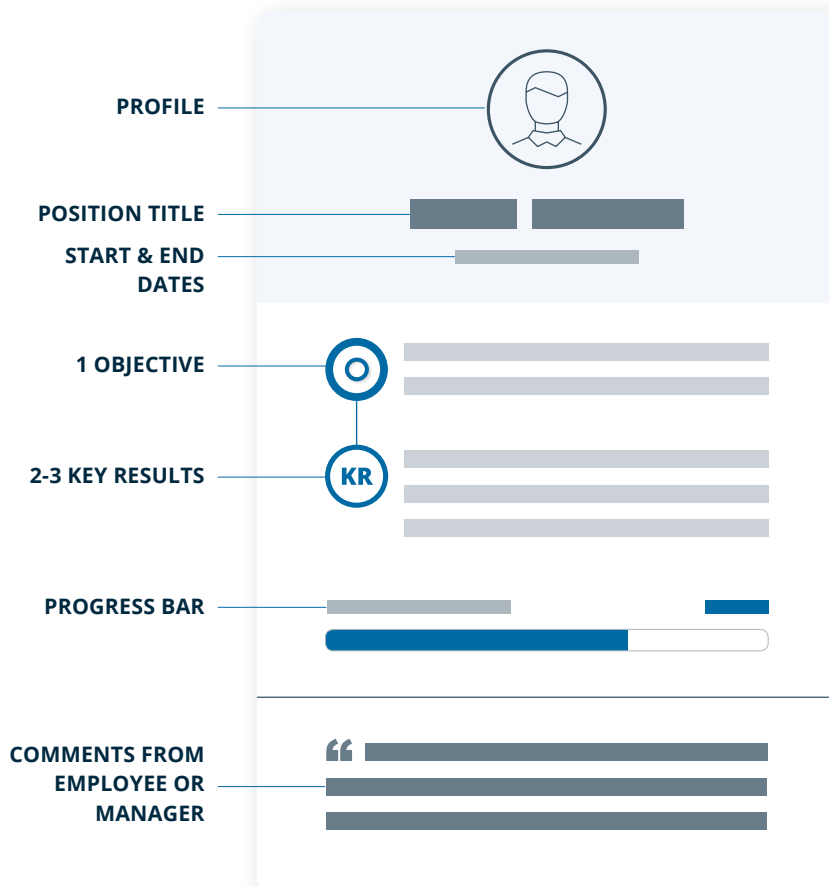 PROFILE
POSITION TITLE
START & END
DATES
1 OBJECTIVE
O
2-3 KEY RESULTS
KR
PROGRESS BAR
“
COMMENTS FROM
EMPLOYEE OR
MANAGER